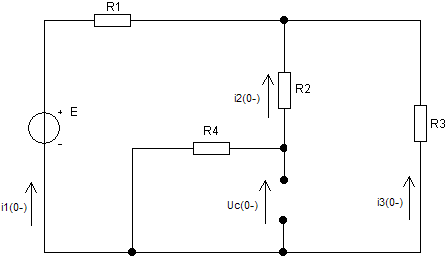 R1
i2(0-)
R2
+
E
-
R4
R3
i1(0-)
Uc(0-)
i3(0-)